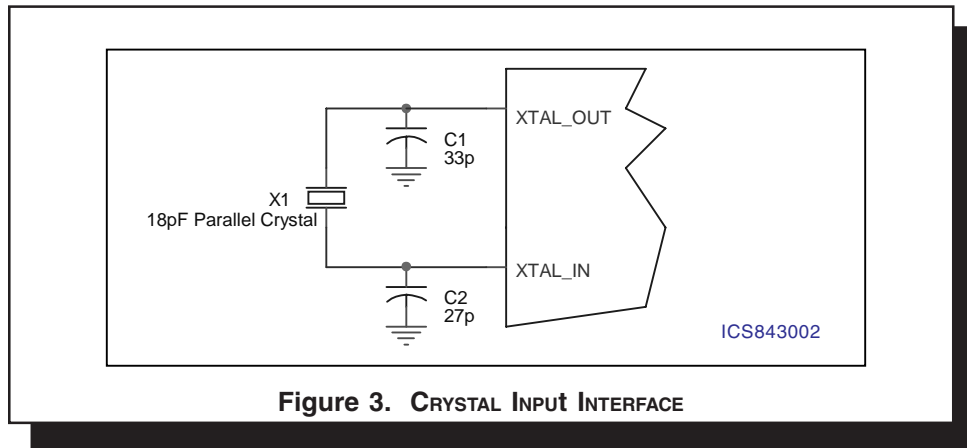 XTAL_OUT
C1
33p
X1
18pF Parallel Crystal
XTAL_IN
C2
27p
ICS843002
Figure 3. CRYSTAL INPUt INTERFACE